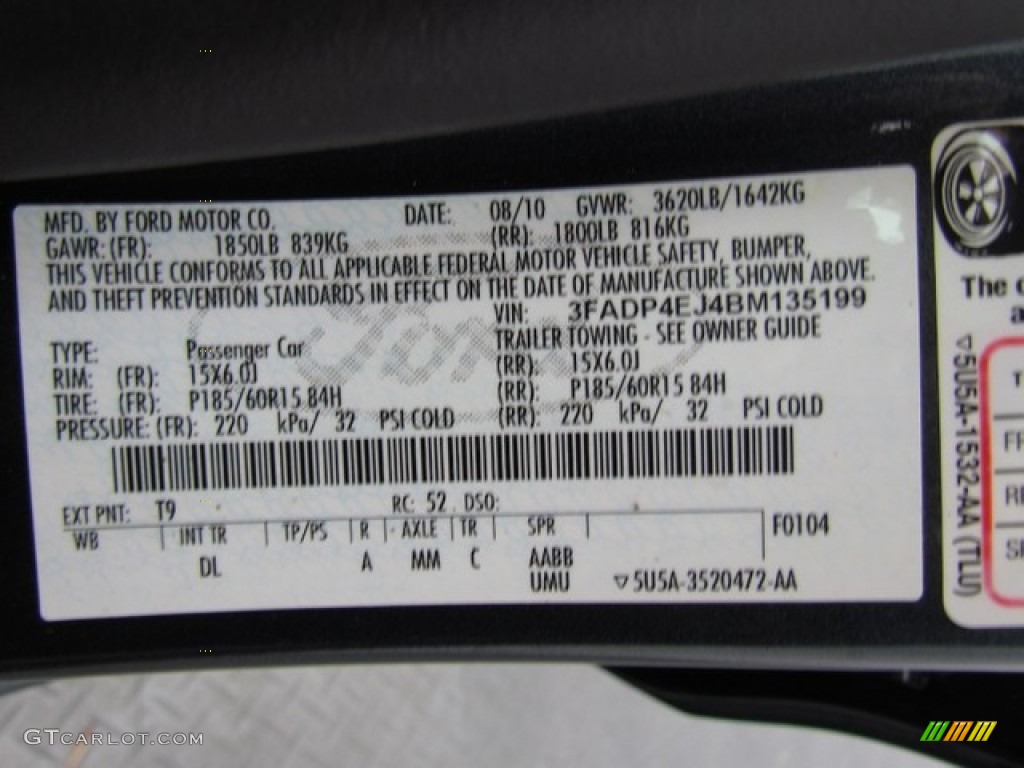 MFD. BY FORD MOTOR CO. DATE: 08/10 GVWR: 3620LB/1642KG
GAWR:(FR): 1850LB 839KG (RR): 1800LB 816KG
THIS VEHICLE CONFORMS TO ALL APPLICABLE FEDERAL MOTOR VEHICLE SAFETY, BUMPER,
AND THEFT PREVENTION STANDARDS IN EFFECT ON THE DATE OF MANUFACTURE SHOWN ABOVE.
VIN: 3FADP4EJ4BM135199
TYPE: Passenger Car TRAILER TOWING - SEE OWNER GUIDE
RIM: (FR): 15X6.0J (RR): 15X6.0J
TIRE: (FR): P185/60R15 84H (RR): P185/60R15 84H
PRESSURE: (FR): 220 kPa/ 32 PSI COLD (RR): 220 kPa/ 32 PSI COLD
EXT PNT: T9 RC: 52 DSO:
WB INT TR TP/PS R AXLE TR SPR F0104
DL A MM C AABB
UMU ▽5U5A-3520472-AA
Ford
The
▽5U5A-1532-AA (TLU)
GTCARLOT.COM